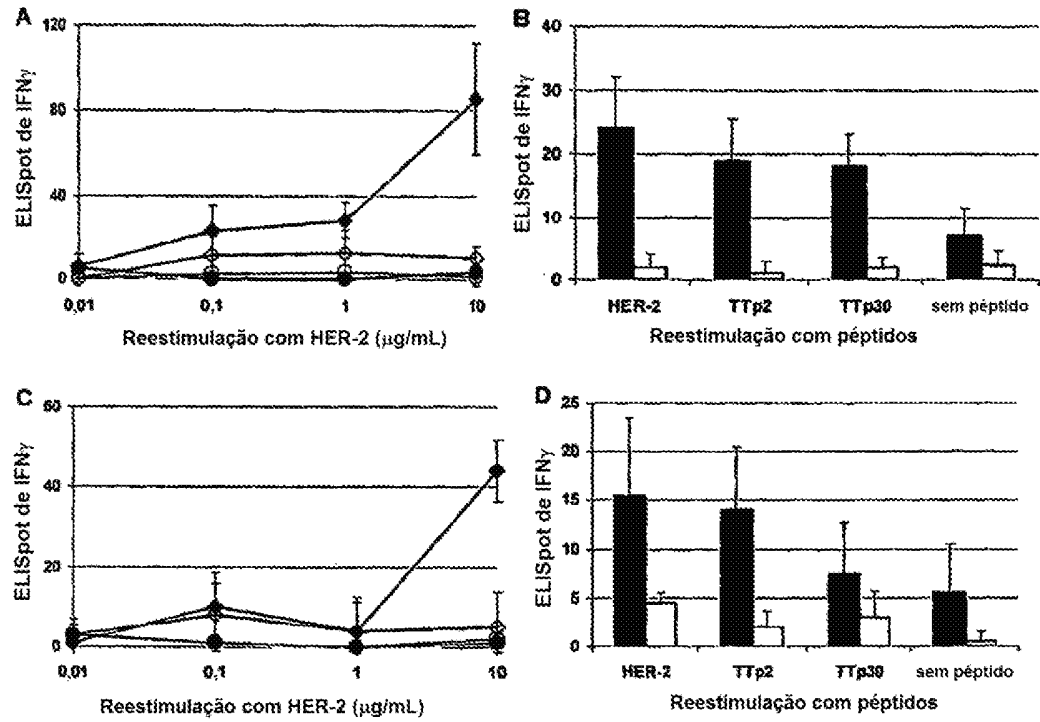 A
ELISpot de IFNγ
120
80
40
0
0,01
0,1
1
10
Reestimulação com HER-2 (μg/mL)
B
ELISpot de IFNγ
40
30
20
10
0
HER-2
TTp2
TTp30
sem péptido
Reestimulação com péptidos
C
ELISpot de IFNγ
60
40
20
0
0,01
0,1
1
10
Reestimulação com HER-2 (μg/mL)
D
ELISpot de IFNγ
25
20
15
10
5
0
HER-2
TTp2
TTp30
sem péptido
Reestimulação com péptidos